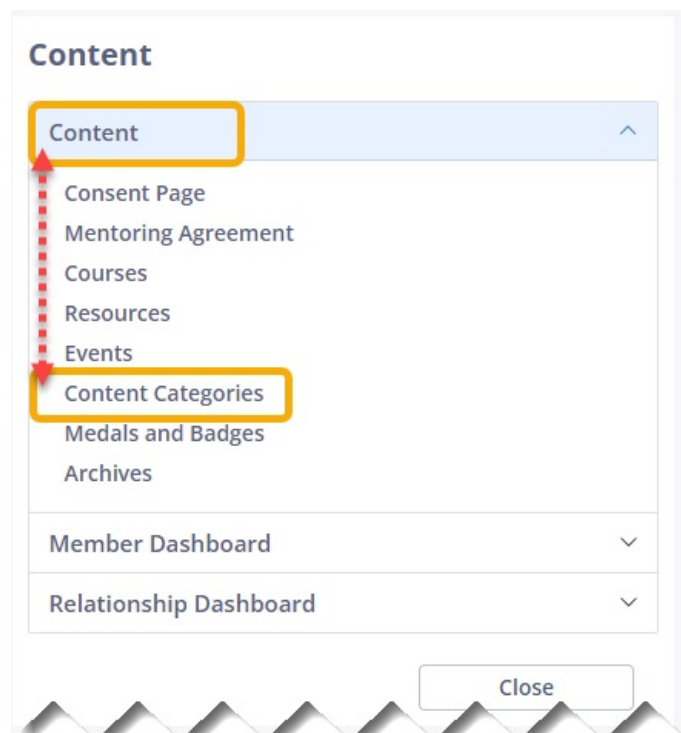 Content
Content
Consent Page
Mentoring Agreement
Courses
Resources
Events
Content Categories
Medals and Badges
Archives
Member Dashboard
Relationship Dashboard
Close